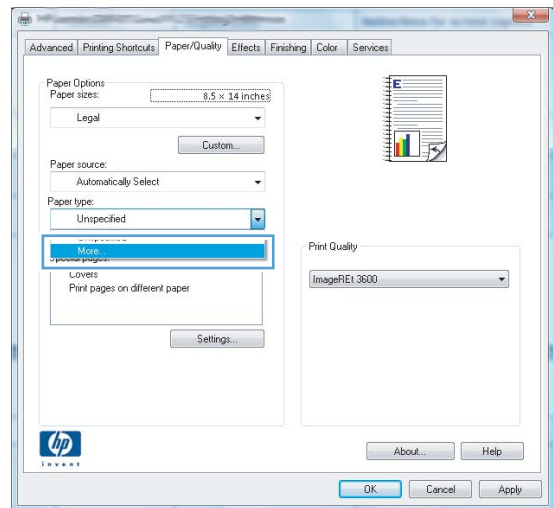 Advanced Printing Shortcuts Paper/Quality Effects Finishing Color Services
Paper Options
Paper sizes: 8.5 × 14 inches
Legal
Custom...
Paper source:
Automatically Select
Paper type:
Unspecified
More...
Covers
Print pages on different paper
Settings...
E
Print Quality
ImageREt 3600
hp
invent
About... Help
OK Cancel Apply